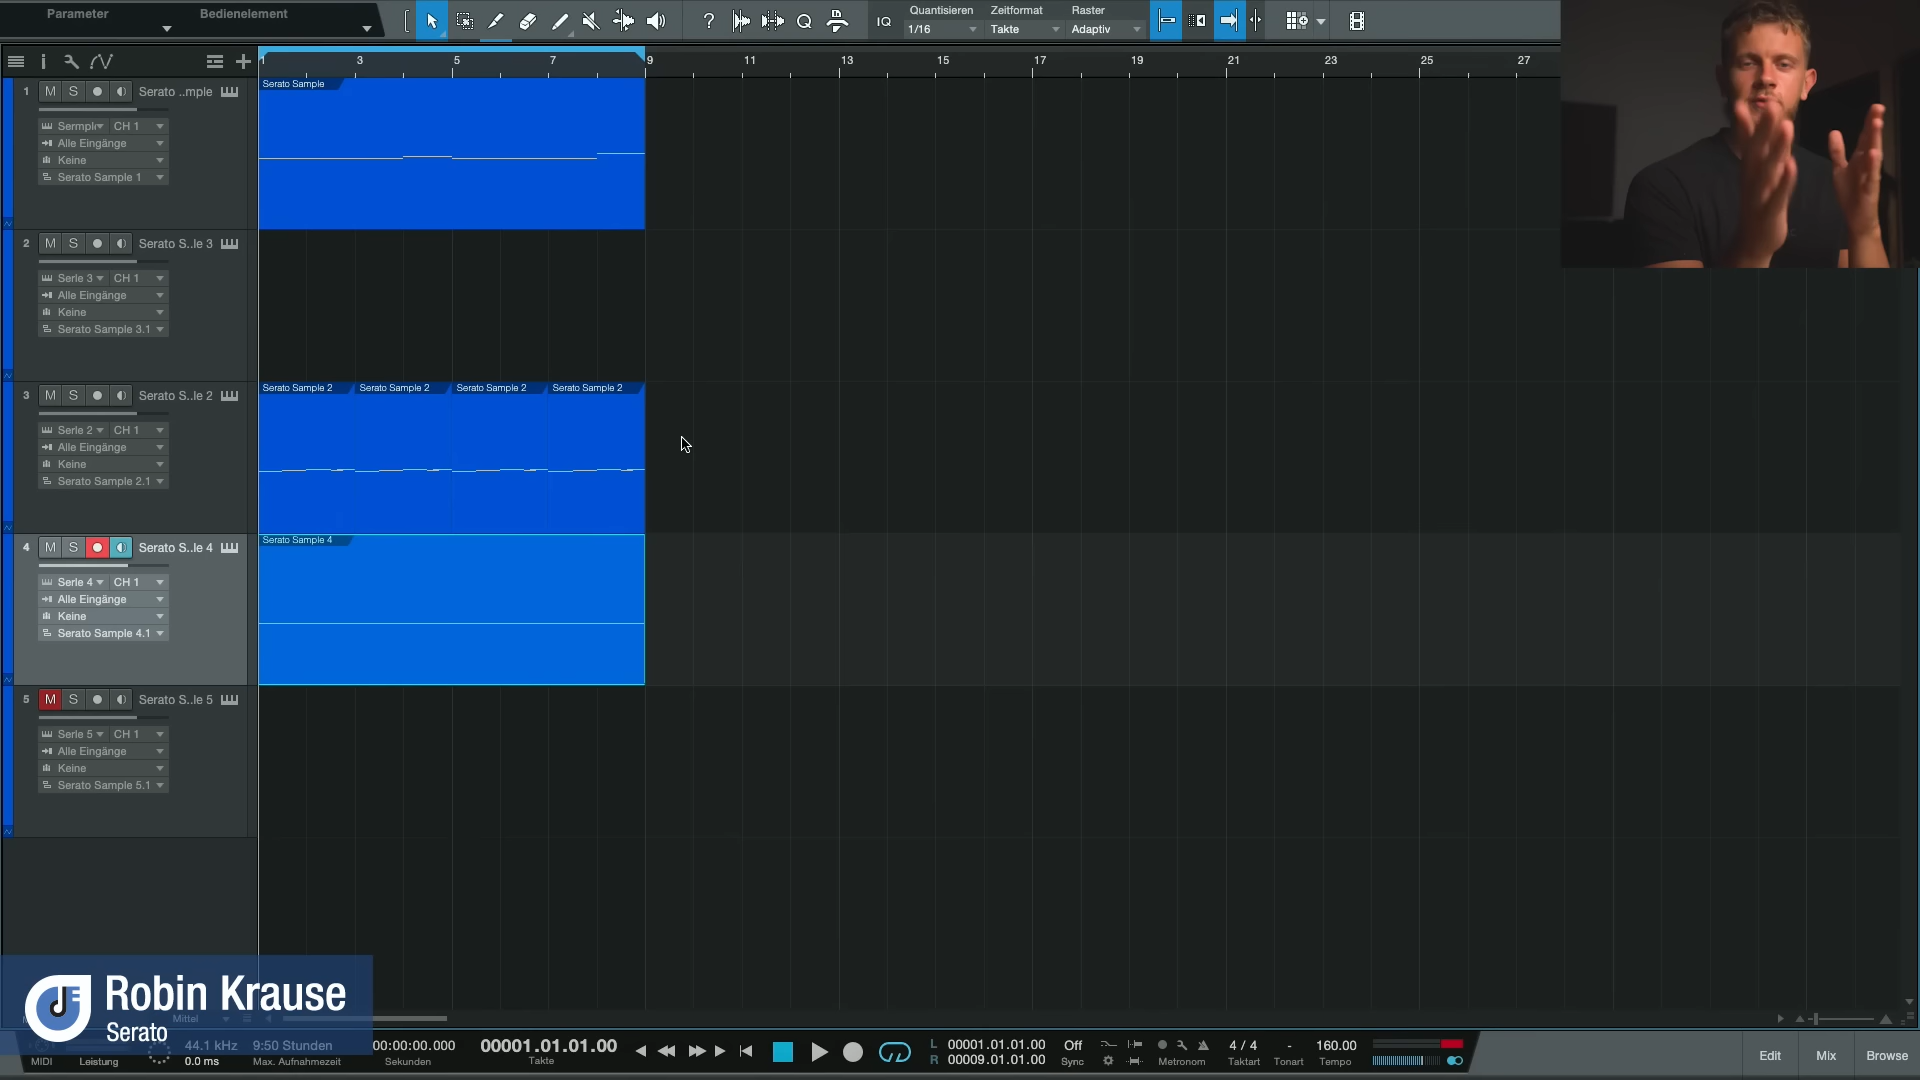 Parameter
Bedienelement
IQ
Quantisieren
1/16
Zeitformat
Takte
Raster
Adaptiv
1 3 5 7 9 11 13 15 17 19 21 23 25 27
1 M S Serato ..mple
CH 1
Alle Eingänge
Keine
Serato Sample 1
Serato Sample
2 M S Serato S..le 3
Serie 3 CH 1
Alle Eingänge
Keine
Serato Sample 3.1
3 M S Serato S..le 2
Serie 2 CH 1
Alle Eingänge
Keine
Serato Sample 2.1
Serato Sample 2 Serato Sample 2 Serato Sample 2 Serato Sample 2
4 M S Serato S..le 4
Serie 4 CH 1
Alle Eingänge
Keine
Serato Sample 4.1
Serato Sample 4
5 M S Serato S..le 5
Serie 5 CH 1
Alle Eingänge
Keine
Serato Sample 5.1
Robin Krause
Serato
Mittel
MIDI
Leistung
44.1 kHz
0.0 ms
9:50 Stunden
Max. Aufnahmezeit
00:00:00.000
Sekunden
00001.01.01.00
Takte
L 00001.01.01.00
R 00009.01.01.00
Off
Sync
Metronom
4 / 4
Taktart
-
Tonart
160.00
Tempo
Edit
Mix
Browse